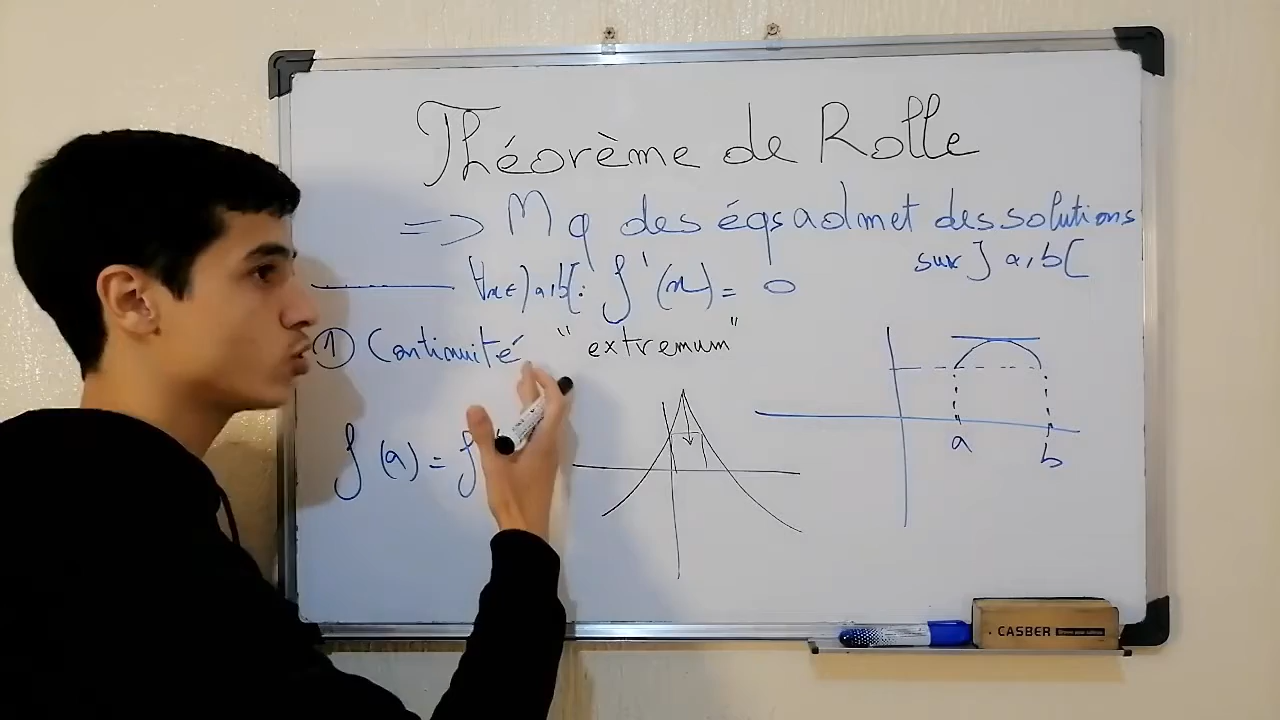 Théorème de Rolle
=> Mq des éqs admet des solutions
sur ]a,b[
∀x∈]a,b[: f'(x) = 0
① Continuité "extremum"
f(a) = f
a
b
CASBER